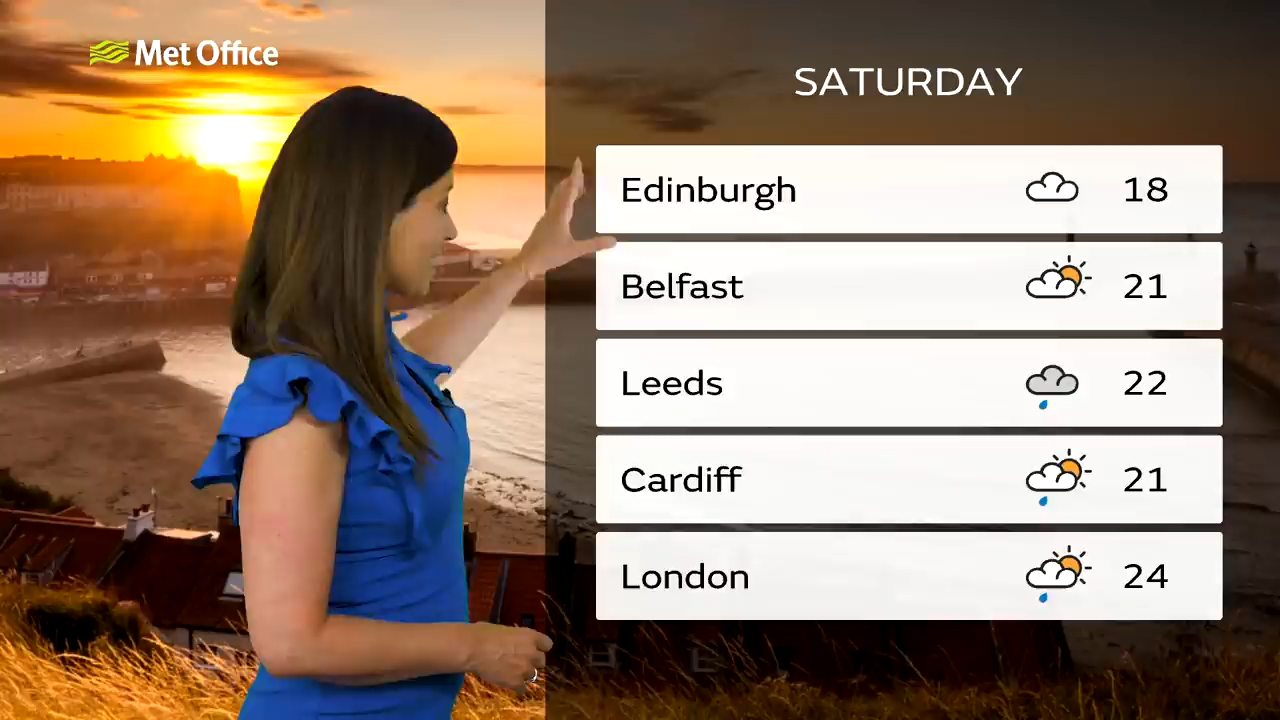 Met Office
SATURDAY
Edinburgh 18
Belfast 21
Leeds 22
Cardiff 21
London 24